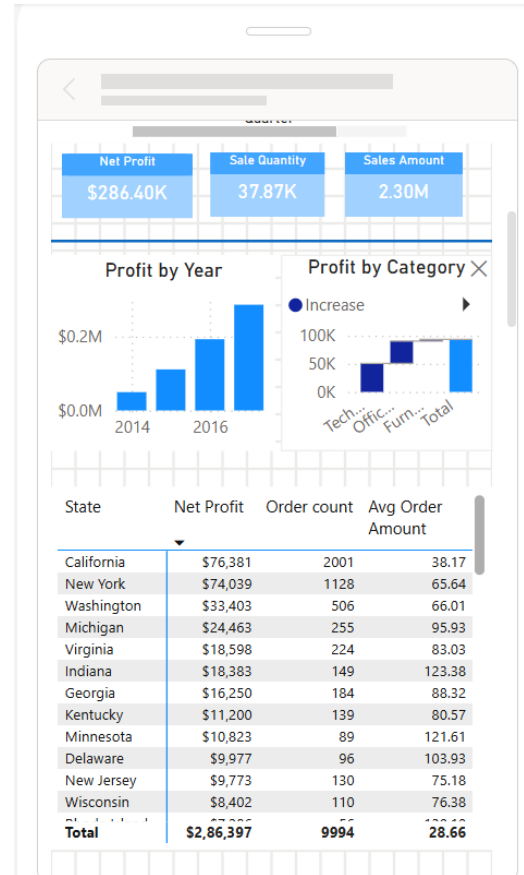 Quarter
Net Profit Sale Quantity Sales Amount
$286.40K 37.87K 2.30M
Profit by Year
$0.2M
$0.0M
2014 2016
Profit by Category
Increase
100K
50K
0K
Tech... Offic... Furn... Total
State Net Profit Order count Avg Order
Amount
California $76,381 2001 38.17
New York $74,039 1128 65.64
Washington $33,403 506 66.01
Michigan $24,463 255 95.93
Virginia $18,598 224 83.03
Indiana $18,383 149 123.38
Georgia $16,250 184 88.32
Kentucky $11,200 139 80.57
Minnesota $10,823 89 121.61
Delaware $9,977 96 103.93
New Jersey $9,773 130 75.18
Wisconsin $8,402 110 76.38
Total $2,86,397 9994 28.66